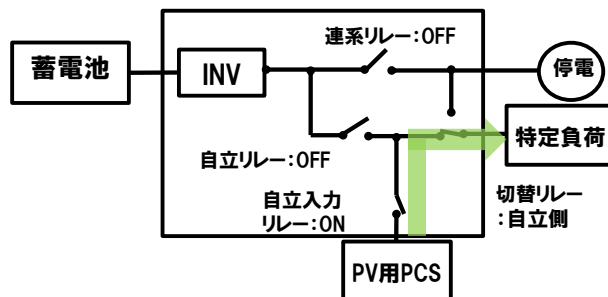 連系リレー:OFF
蓄電池
INV
停電
特定負荷
自立リレー:OFF
自立入力
リレー:ON
切替リレー
:自立側
PV用PCS